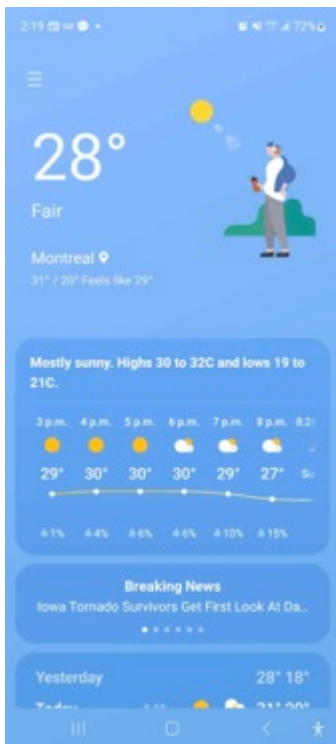 2:19
72%
28°
Fair
Montreal
31° / 20° Feels like 29°
Mostly sunny. Highs 30 to 32C and lows 19 to
21C.
3 p.m. 4 p.m. 5 p.m. 6 p.m. 7 p.m. 8 p.m.
29° 30° 30° 30° 29° 27°
1% 4% 6% 6% 10% 15%
Breaking News
Iowa Tornado Survivors Get First Look At Da...
Yesterday 28° 18°
Today